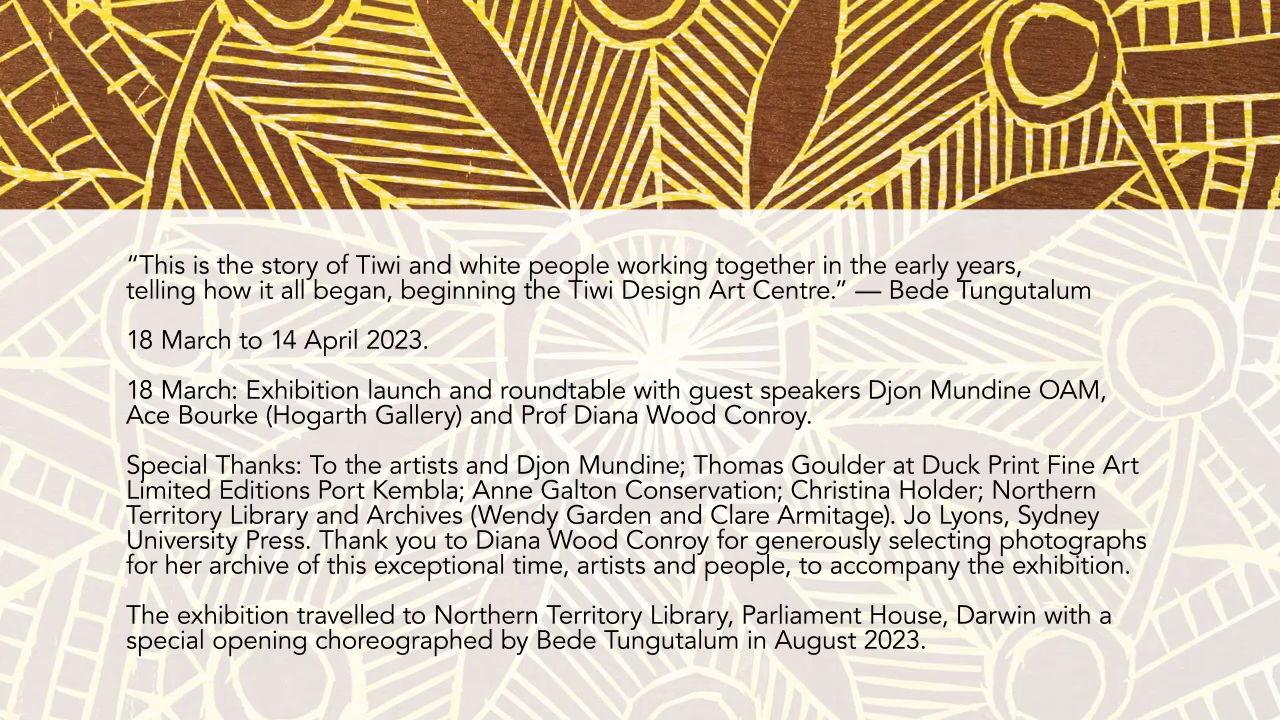 “This is the story of Tiwi and white people working together in the early years,
telling how it all began, beginning the Tiwi Design Art Centre.” — Bede Tungutalum
18 March to 14 April 2023.
18 March: Exhibition launch and roundtable with guest speakers Djon Mundine OAM,
Ace Bourke (Hogarth Gallery) and Prof Diana Wood Conroy.
Special Thanks: To the artists and Djon Mundine; Thomas Goulder at Duck Print Fine Art
Limited Editions Port Kembla; Anne Galton Conservation; Christina Holder; Northern
Territory Library and Archives (Wendy Garden and Clare Armitage). Jo Lyons, Sydney
University Press. Thank you to Diana Wood Conroy for generously selecting photographs
for her archive of this exceptional time, artists and people, to accompany the exhibition.
The exhibition travelled to Northern Territory Library, Parliament House, Darwin with a
special opening choreographed by Bede Tungutalum in August 2023.